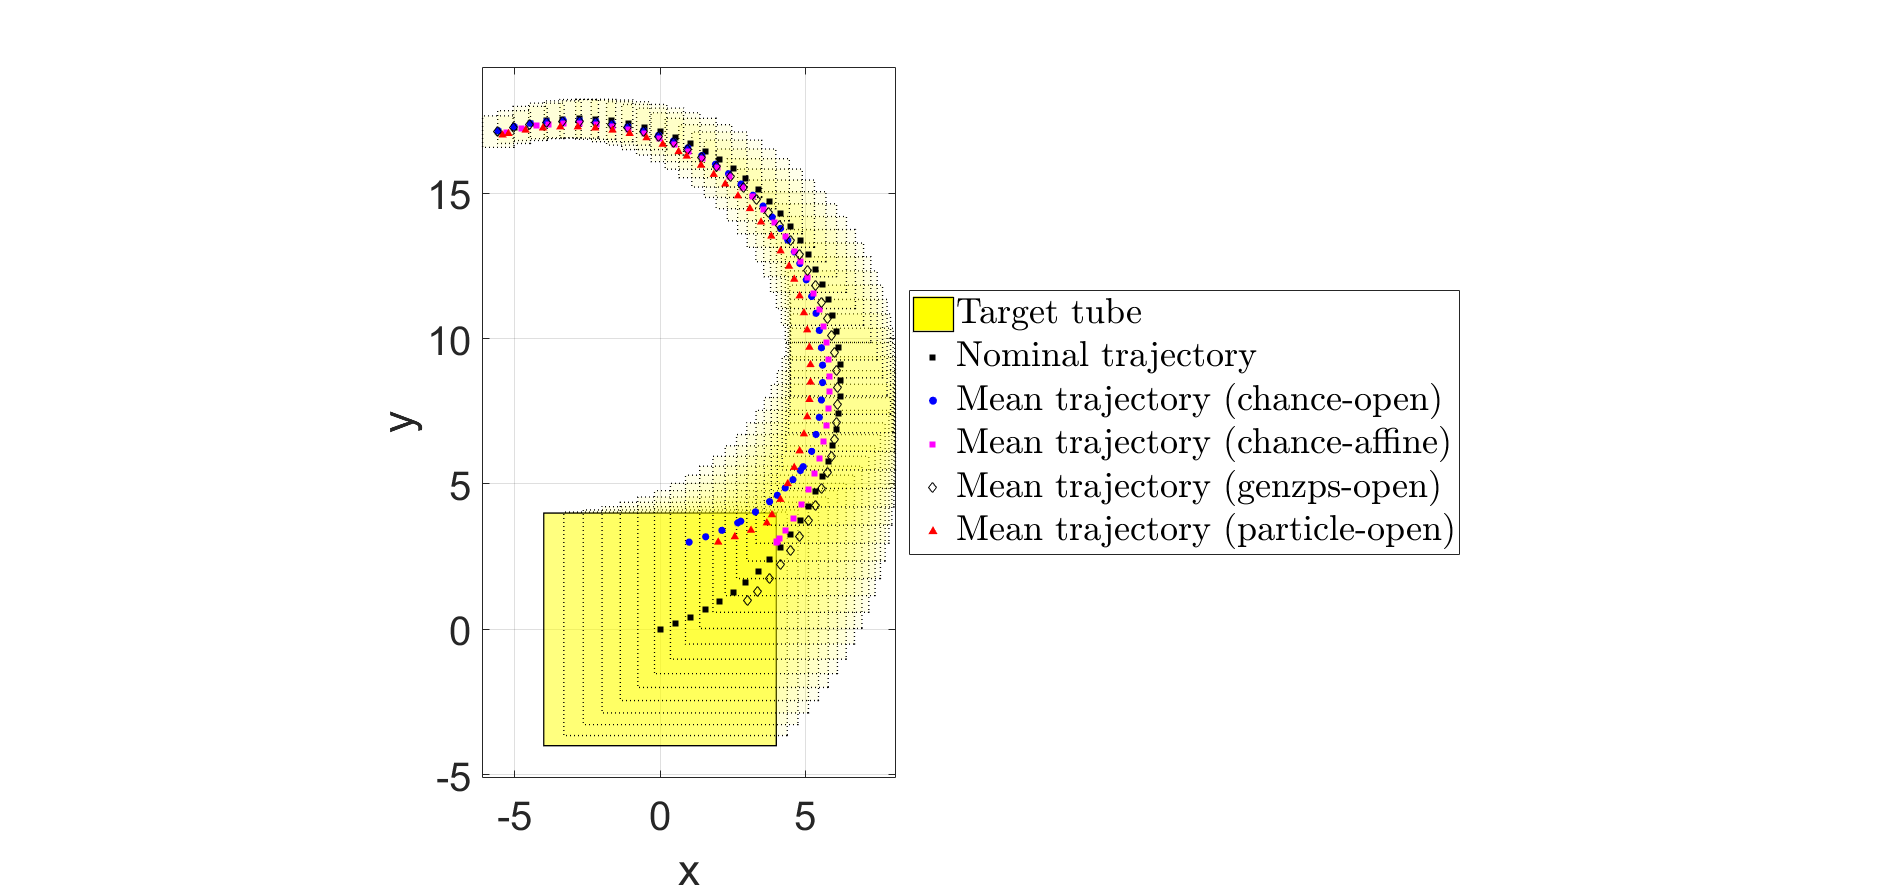 15
10
5
0
-5
-5 0 5
x
y
Target tube
Nominal trajectory
Mean trajectory (chance-open)
Mean trajectory (chance-affine)
Mean trajectory (genzps-open)
Mean trajectory (particle-open)